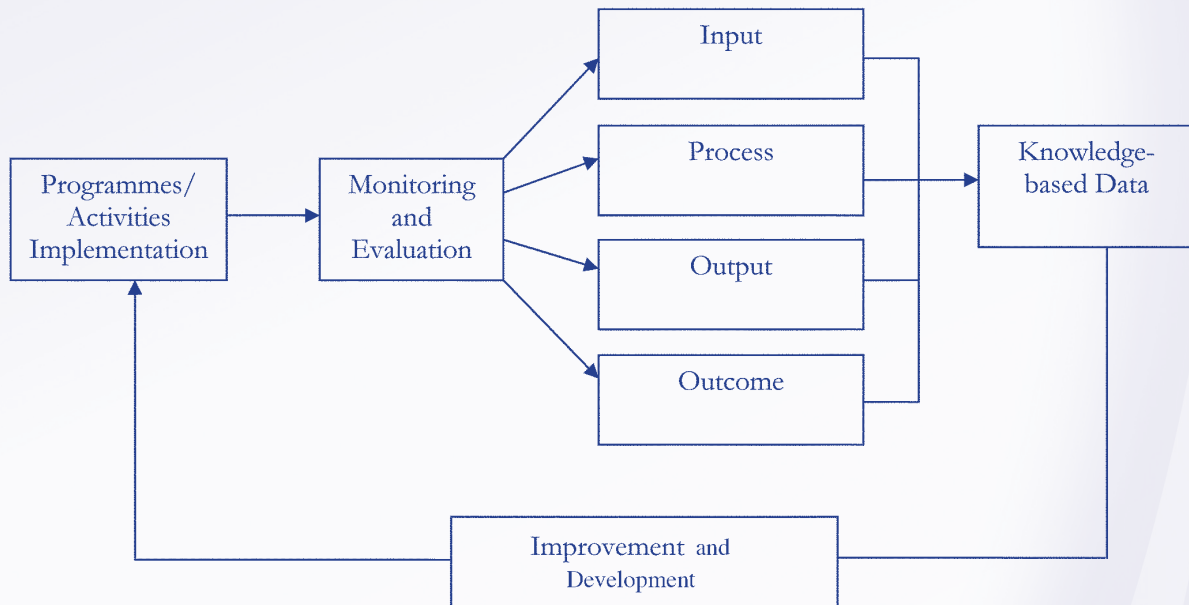 Input
Process
Output
Outcome
Programmes/
Activities
Implementation
Monitoring
and
Evaluation
Knowledge-
based Data
Improvement and
Development